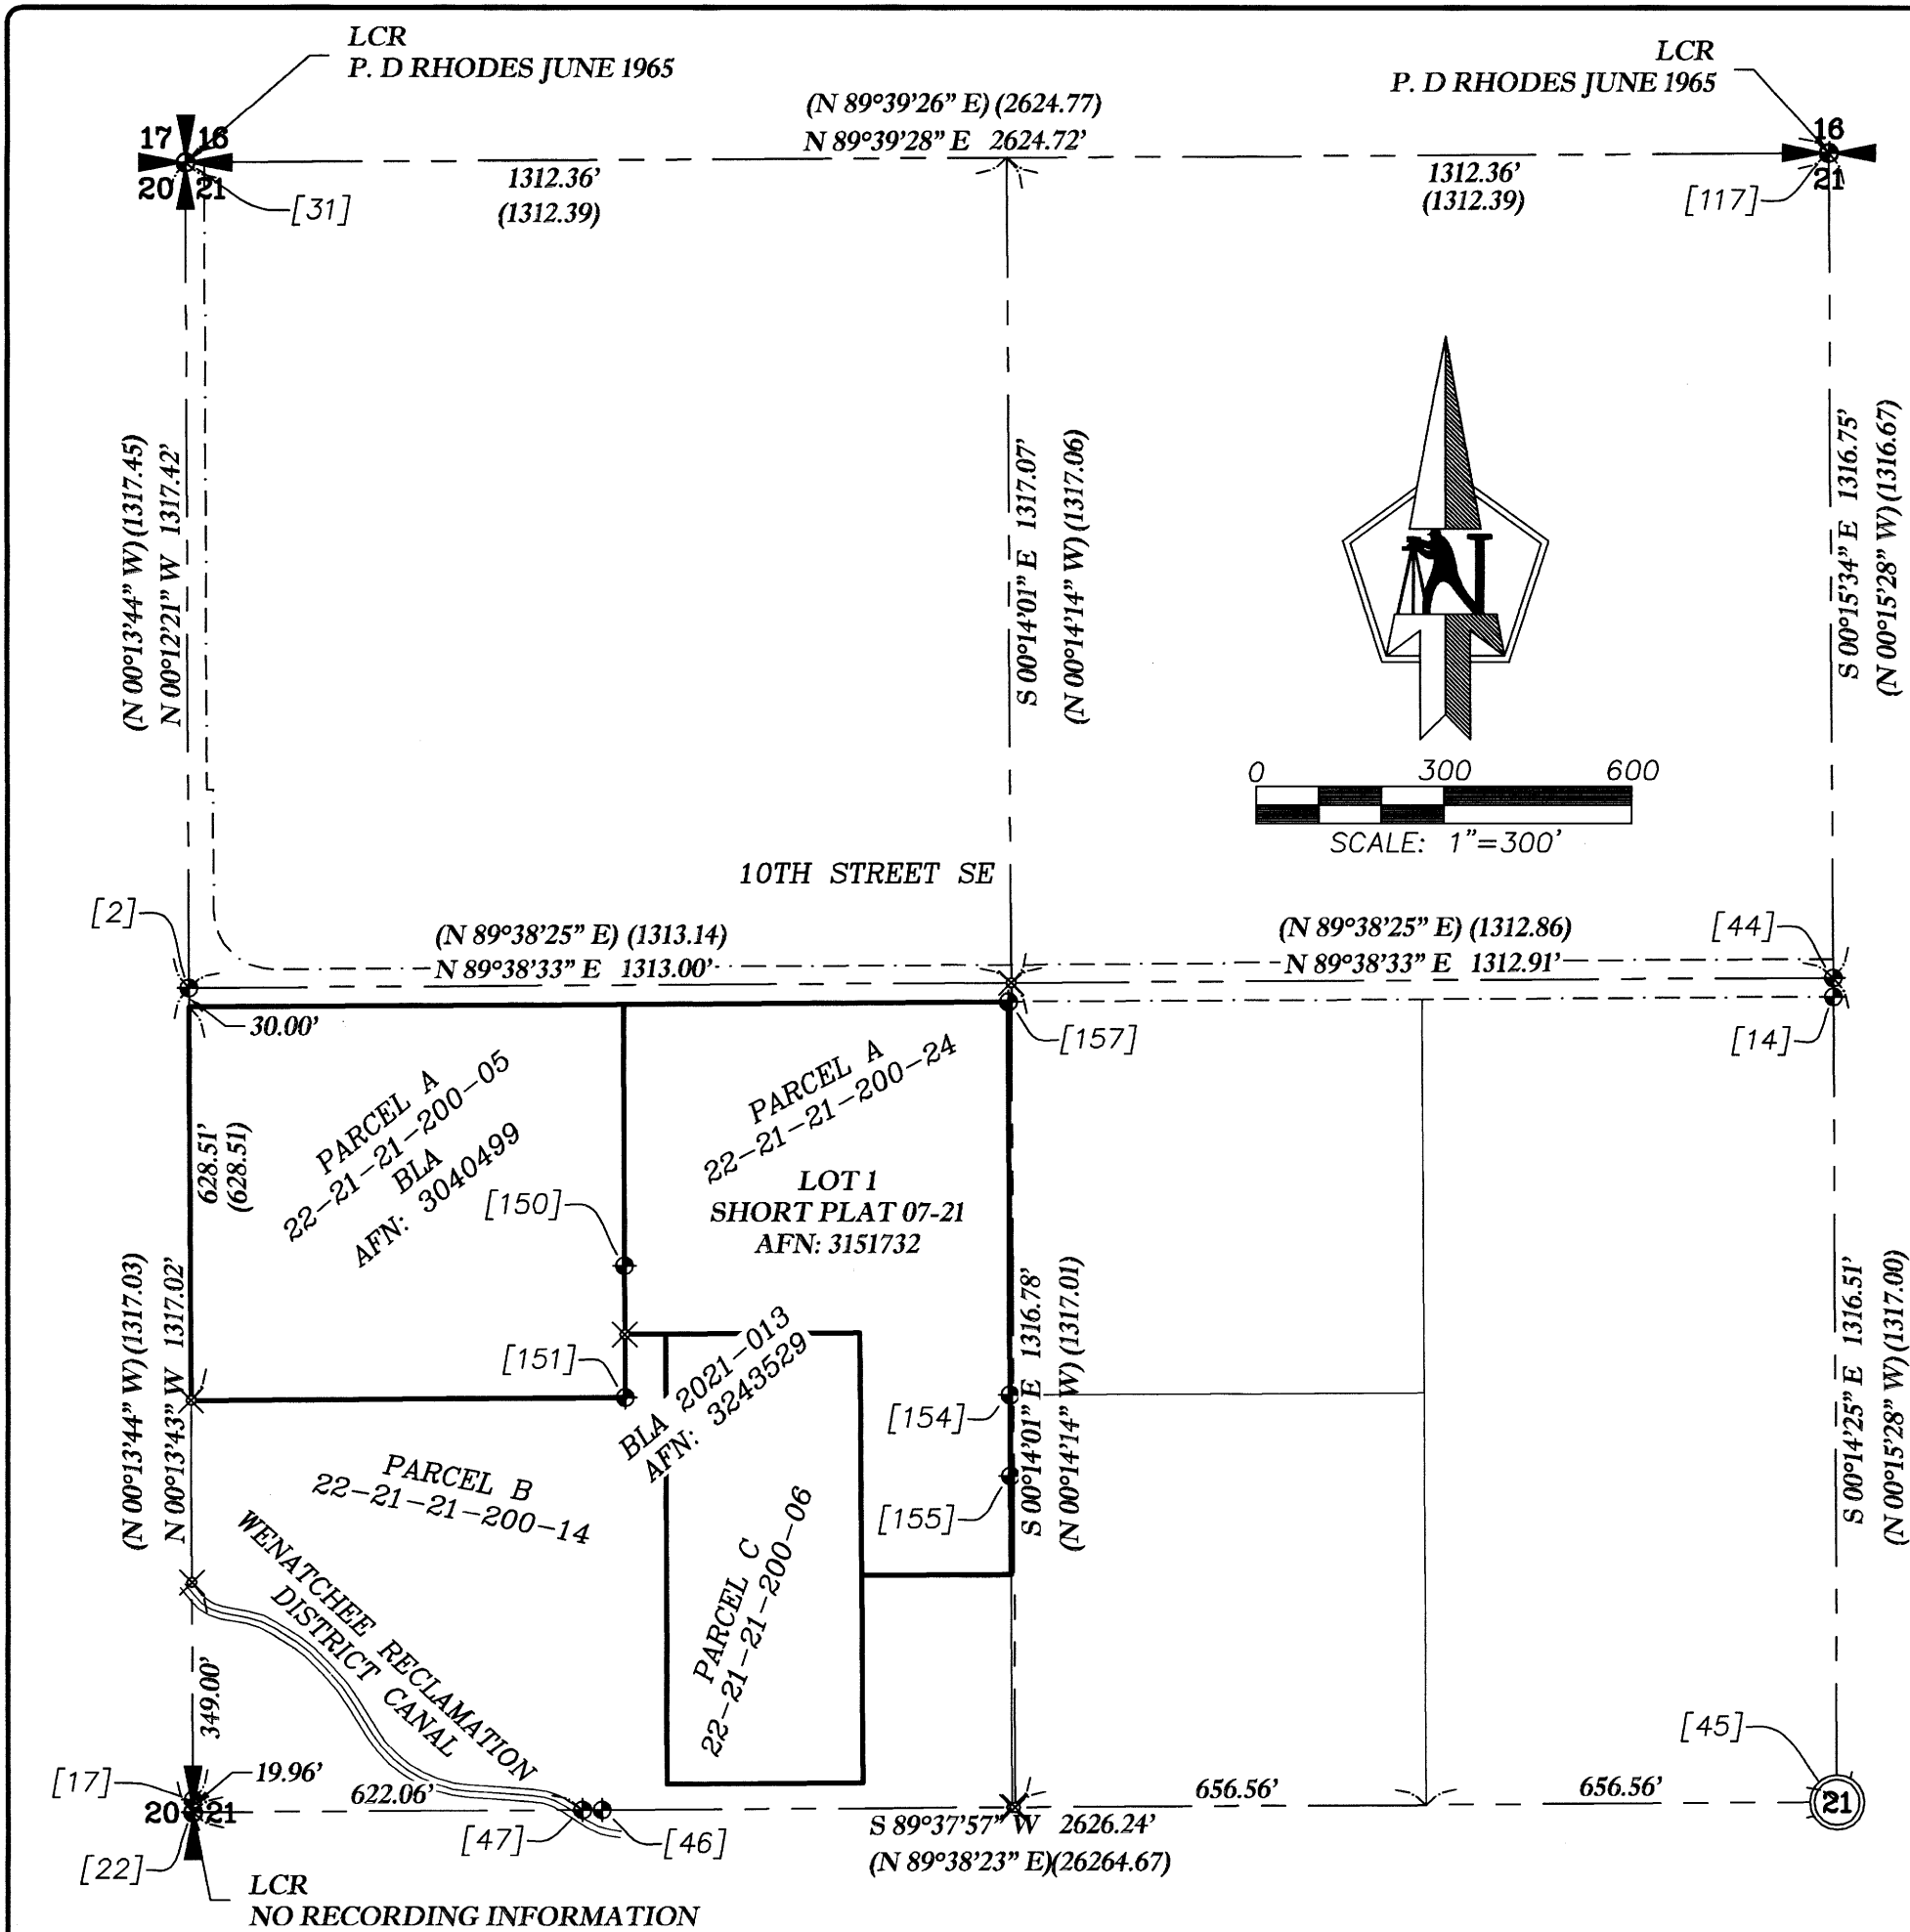 LCR
P. D RHODES JUNE 1965
LCR
P. D RHODES JUNE 1965
(N 89°39'26" E) (2624.77)
N 89°39'28" E 2624.72'
17 16
20 21
16
21
1312.36'
(1312.39)
1312.36'
(1312.39)
[31]
[117]
(N 00°13'44" W)(1317.45)
N 00°12'21" W 1317.42'
S 00°14'01" E 1317.07'
(N 00°14'14" W)(1317.06)
S 00°15'34" E 1316.75'
(N 00°15'28" W)(1316.67)
N
0 300 600
SCALE: 1"=300'
10TH STREET SE
[2]
(N 89°38'25" E) (1313.14)
N 89°38'33" E 1313.00'
(N 89°38'25" E) (1312.86)
N 89°38'33" E 1312.91'
[44]
30.00'
[157]
[14]
PARCEL A
22-21-21-200-05
BLA
AFN: 3040499
PARCEL A
22-21-21-200-24
LOT 1
SHORT PLAT 07-21
AFN: 3151732
628.51'
(628.51)
[150]
[151]
(N 00°13'44" W)(1317.03)
N 00°13'43" W 1317.02'
BLA 2021-013
AFN: 3243529
S 00°14'01" E 1316.78'
(N 00°14'14" W)(1317.01)
S 00°14'25" E 1316.51'
(N 00°15'28" W)(1317.00)
[154]
[155]
PARCEL B
22-21-21-200-14
PARCEL C
22-21-21-200-06
WENATCHEE RECLAMATION
DISTRICT CANAL
349.00'
[17]
19.96'
622.06'
20 21
[22]
[47]
[46]
656.56'
656.56'
[45]
21
S 89°37'57" W 2626.24'
(N 89°38'23" E)(26264.67)
LCR
NO RECORDING INFORMATION